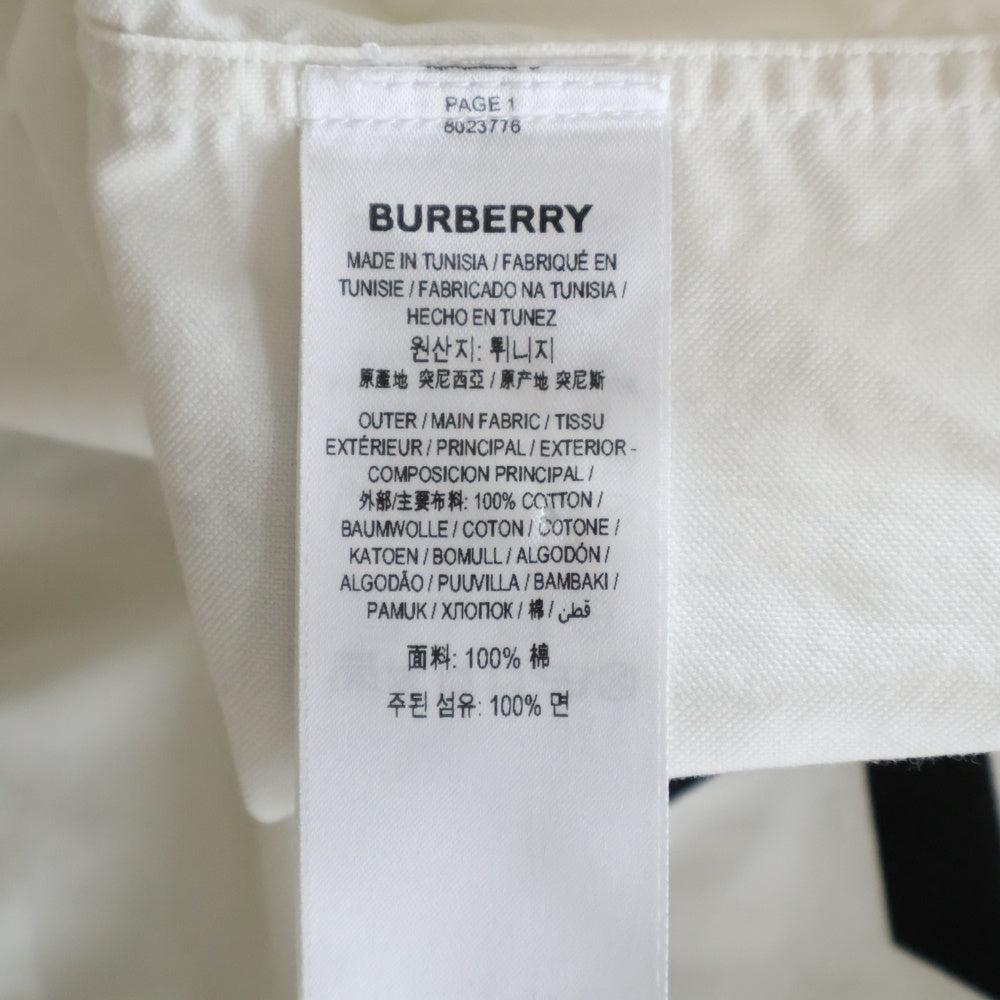 PAGE 1
8023776
BURBERRY
MADE IN TUNISIA / FABRIQUÉ EN
TUNISIE / FABRICADO NA TUNISIA /
HECHO EN TUNEZ
원산지: 튀니지
原產地 突尼西亞 / 原产地 突尼斯
OUTER / MAIN FABRIC / TISSU
EXTÉRIEUR / PRINCIPAL / EXTERIOR -
COMPOSICION PRINCIPAL /
外部/主要布料: 100% COTTON /
BAUMWOLLE / COTON / COTONE /
KATOEN / BOMULL / ALGODÓN /
ALGODÃO / PUUVILLA / BAMBAKI /
PAMUK / ХЛОПОК / 棉 / قطن
面料: 100% 棉
주된 섬유: 100% 면